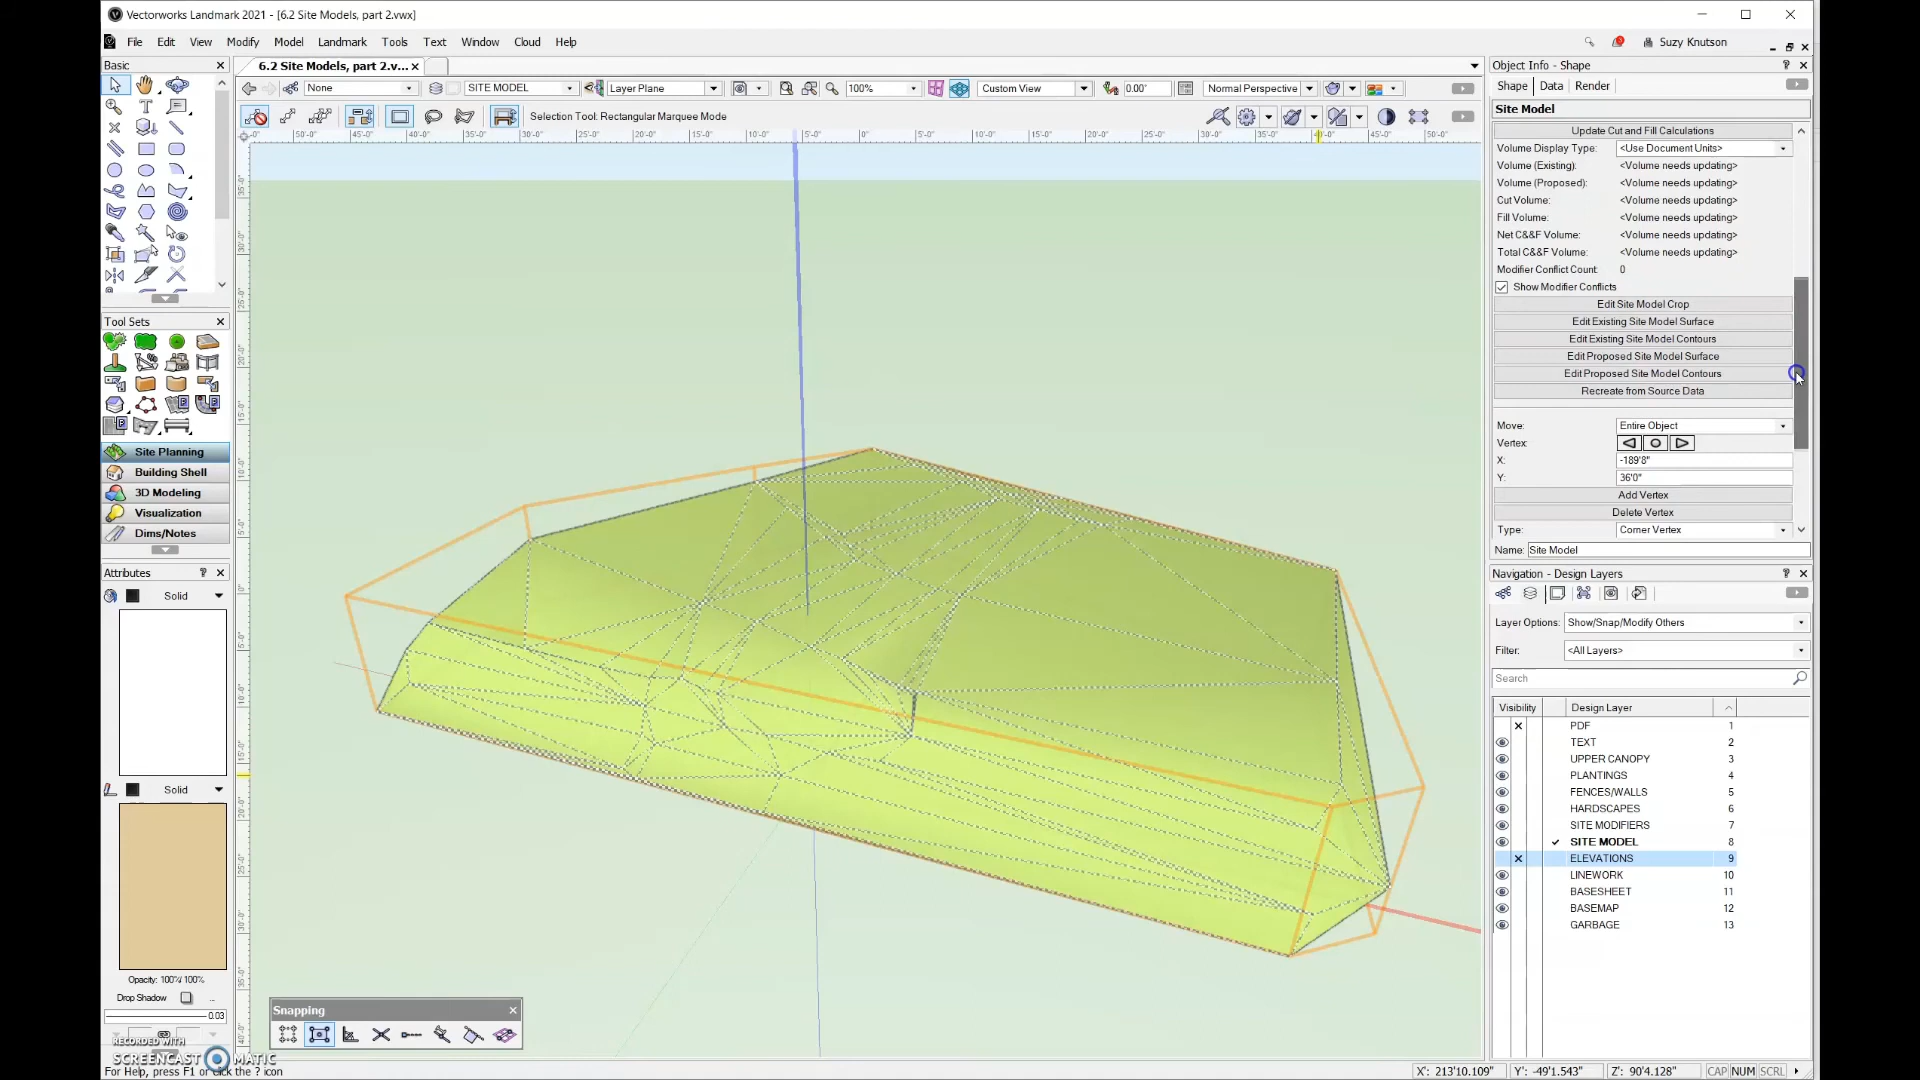 Vectorworks Landmark 2021 - [6.2 Site Models, part 2.vwx]
File Edit View Modify Model Landmark Tools Text Window Cloud Help
Suzy Knutson
Basic
6.2 Site Models, part 2.v...
None
SITE MODEL
Layer Plane
100%
Custom View
0.00°
Normal Perspective
Selection Tool: Rectangular Marquee Mode
Tool Sets
Site Planning
Building Shell
3D Modeling
Visualization
Dims/Notes
Attributes
Solid
Solid
Opacity: 100%/ 100%
Drop Shadow
0.03
RECORDED WITH
SCREENCAST MATIC
For Help, press F1 or click the ? icon
Snapping
Object Info - Shape
Shape Data Render
Site Model
Update Cut and Fill Calculations
Volume Display Type: <Use Document Units>
Volume (Existing): <Volume needs updating>
Volume (Proposed): <Volume needs updating>
Cut Volume: <Volume needs updating>
Fill Volume: <Volume needs updating>
Net C&&F Volume: <Volume needs updating>
Total C&&F Volume: <Volume needs updating>
Modifier Conflict Count: 0
Show Modifier Conflicts
Edit Site Model Crop
Edit Existing Site Model Surface
Edit Existing Site Model Contours
Edit Proposed Site Model Surface
Edit Proposed Site Model Contours
Recreate from Source Data
Move: Entire Object
Vertex:
X: -189'8"
Y: 36'0"
Add Vertex
Delete Vertex
Type: Corner Vertex
Name: Site Model
Navigation - Design Layers
Layer Options: Show/Snap/Modify Others
Filter: <All Layers>
Search
Visibility Design Layer
PDF 1
TEXT 2
UPPER CANOPY 3
PLANTINGS 4
FENCES/WALLS 5
HARDSCAPES 6
SITE MODIFIERS 7
SITE MODEL 8
ELEVATIONS 9
LINEWORK 10
BASESHEET 11
BASEMAP 12
GARBAGE 13
X': 213'10.109" Y': -49'1.543" Z': 90'4.128" CAP NUM SCRL